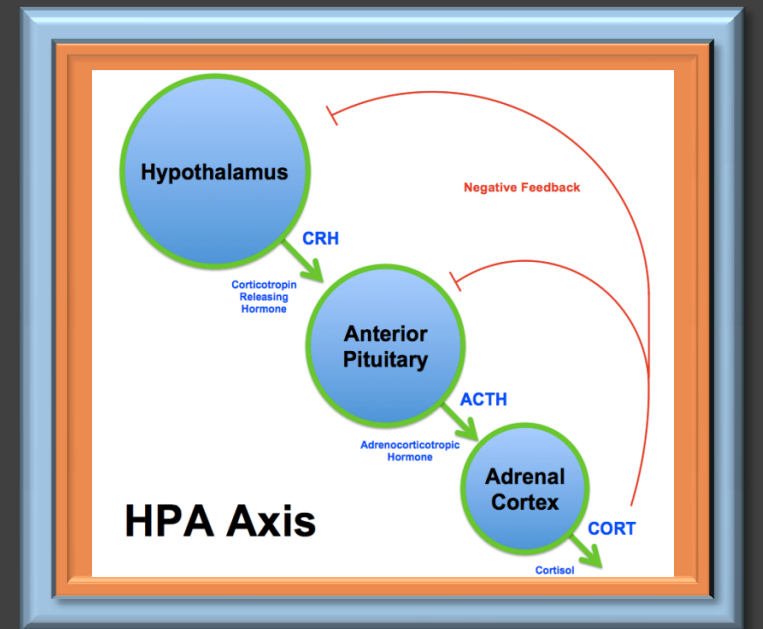 Hypothalamus
Negative Feedback
CRH
Corticotropin
Releasing
Hormone
Anterior
Pituitary
ACTH
Adrenocorticotropic
Hormone
Adrenal
Cortex
HPA Axis
CORT
Cortisol